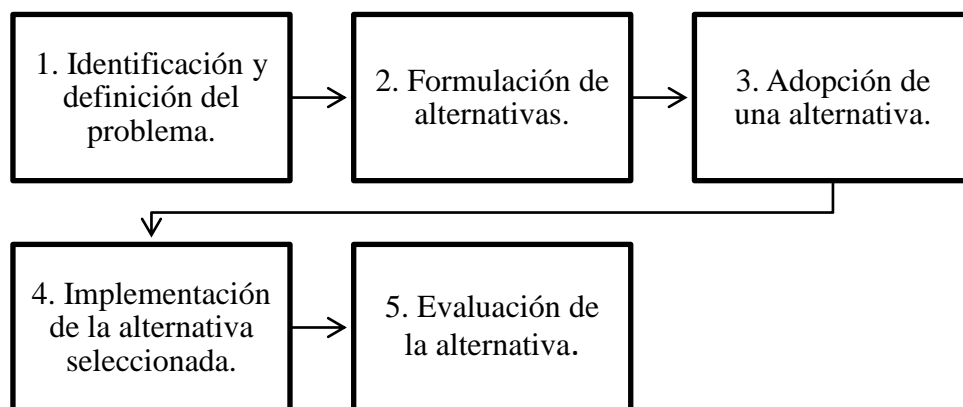 1. Identificación y
definición del
problema.
2. Formulación de
alternativas.
3. Adopción de
una alternativa.
4. Implementación
de la alternativa
seleccionada.
5. Evaluación de
la alternativa.